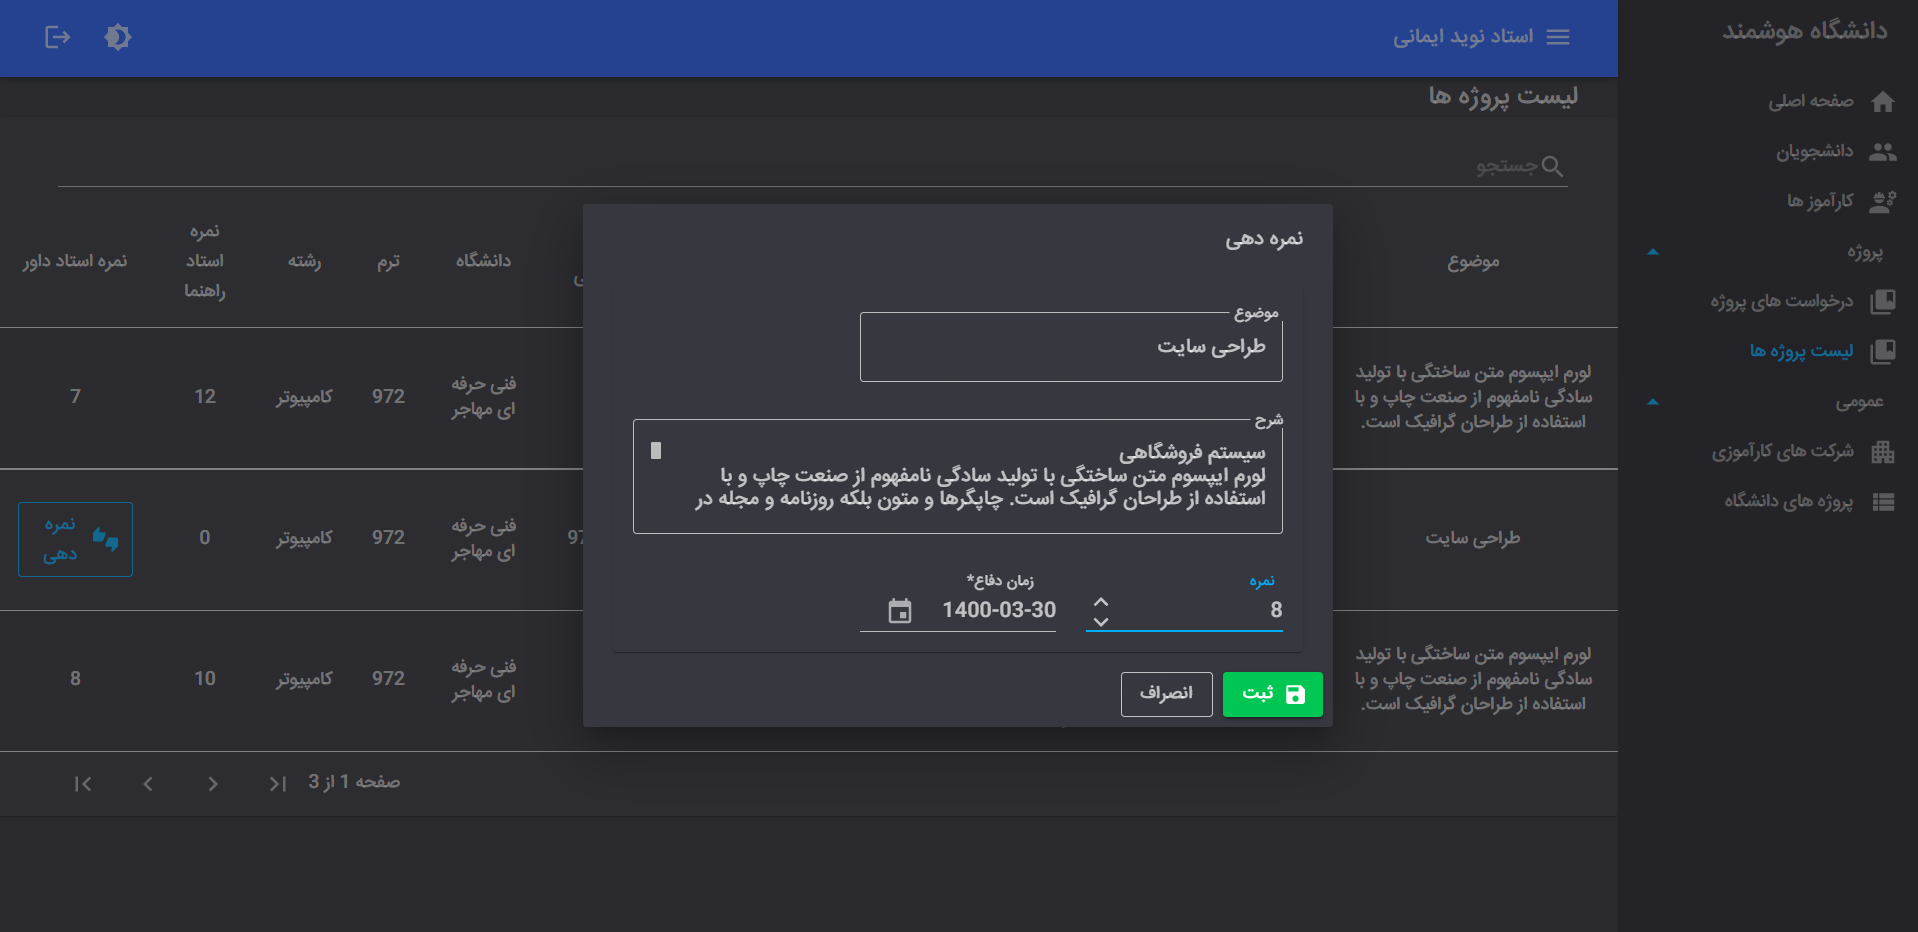 دانشگاه هوشمند
صفحه اصلی
دانشجویان
کارآموز ها
پروژه
درخواست های پروژه
لیست پروژه ها
عمومی
شرکت های کارآموزی
پروژه های دانشگاه
استاد نوید ایمانی
لیست پروژه ها
جستجو
موضوع
دانشگاه
ترم
رشته
نمره
استاد
راهنما
نمره استاد داور
لورم ایپسوم متن ساختگی با تولید
سادگی نامفهوم از صنعت چاپ و با
استفاده از طراحان گرافیک است.
فنی حرفه
ای مهاجر
972
کامپیوتر
12
7
طراحی سایت
97
فنی حرفه
ای مهاجر
972
کامپیوتر
0
نمره
دهی
لورم ایپسوم متن ساختگی با تولید
سادگی نامفهوم از صنعت چاپ و با
استفاده از طراحان گرافیک است.
فنی حرفه
ای مهاجر
972
کامپیوتر
10
8
صفحه 1 از 3
نمره دهی
موضوع
طراحی سایت
شرح
سیستم فروشگاهی
لورم ایپسوم متن ساختگی با تولید سادگی نامفهوم از صنعت چاپ و با
استفاده از طراحان گرافیک است. چاپگرها و متون بلکه روزنامه و مجله در
نمره
8
زمان دفاع*
1400-03-30
ثبت
انصراف